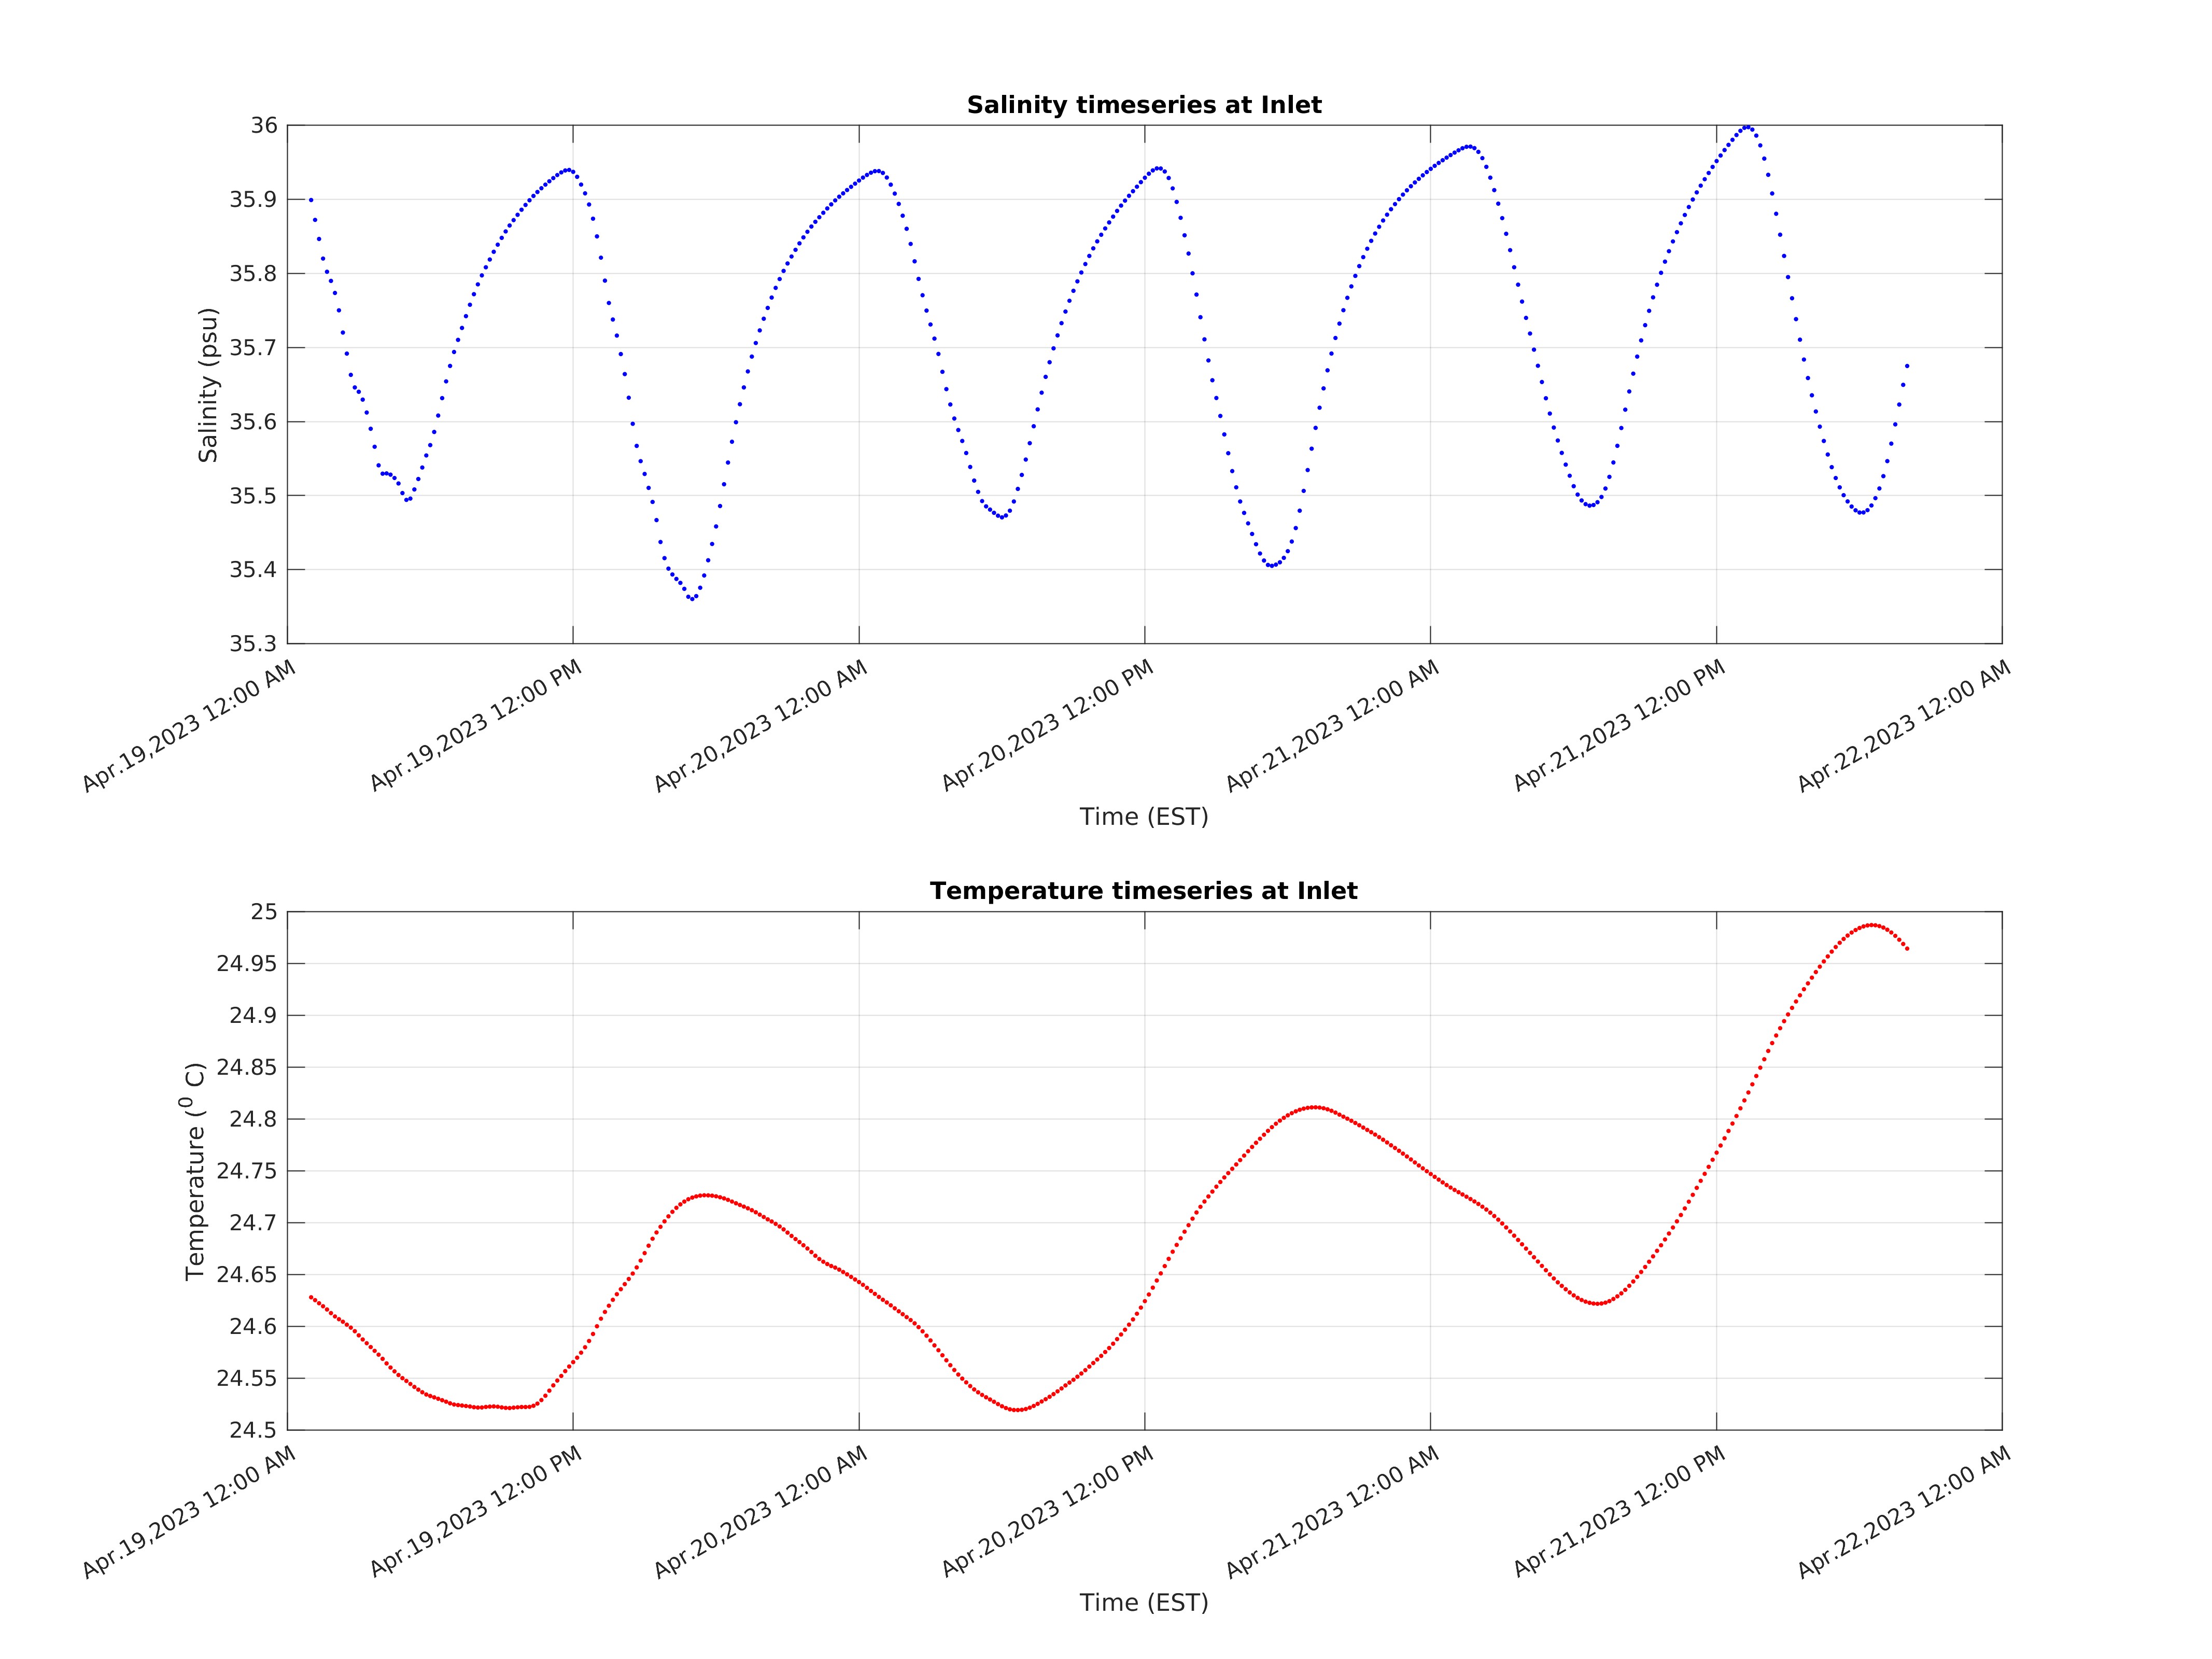 Salinity timeseries at Inlet
36
35.9
35.8
35.7
35.6
35.5
35.4
35.3
Salinity (psu)
Apr.19,2023 12:00 AM
Apr.19,2023 12:00 PM
Apr.20,2023 12:00 AM
Apr.20,2023 12:00 PM
Apr.21,2023 12:00 AM
Apr.21,2023 12:00 PM
Apr.22,2023 12:00 AM
Time (EST)
Temperature timeseries at Inlet
25
24.95
24.9
24.85
24.8
24.75
24.7
24.65
24.6
24.55
24.5
Temperature (⁰ C)
Apr.19,2023 12:00 AM
Apr.19,2023 12:00 PM
Apr.20,2023 12:00 AM
Apr.20,2023 12:00 PM
Apr.21,2023 12:00 AM
Apr.21,2023 12:00 PM
Apr.22,2023 12:00 AM
Time (EST)